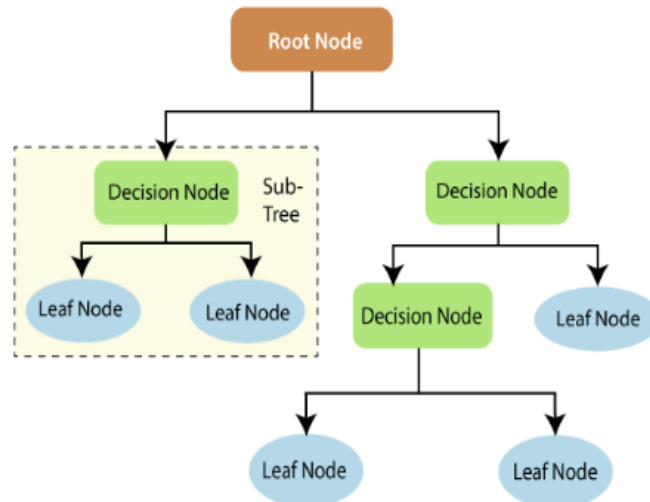 Root Node
Decision Node
Sub-
Tree
Decision Node
Leaf Node
Leaf Node
Decision Node
Leaf Node
Leaf Node
Leaf Node